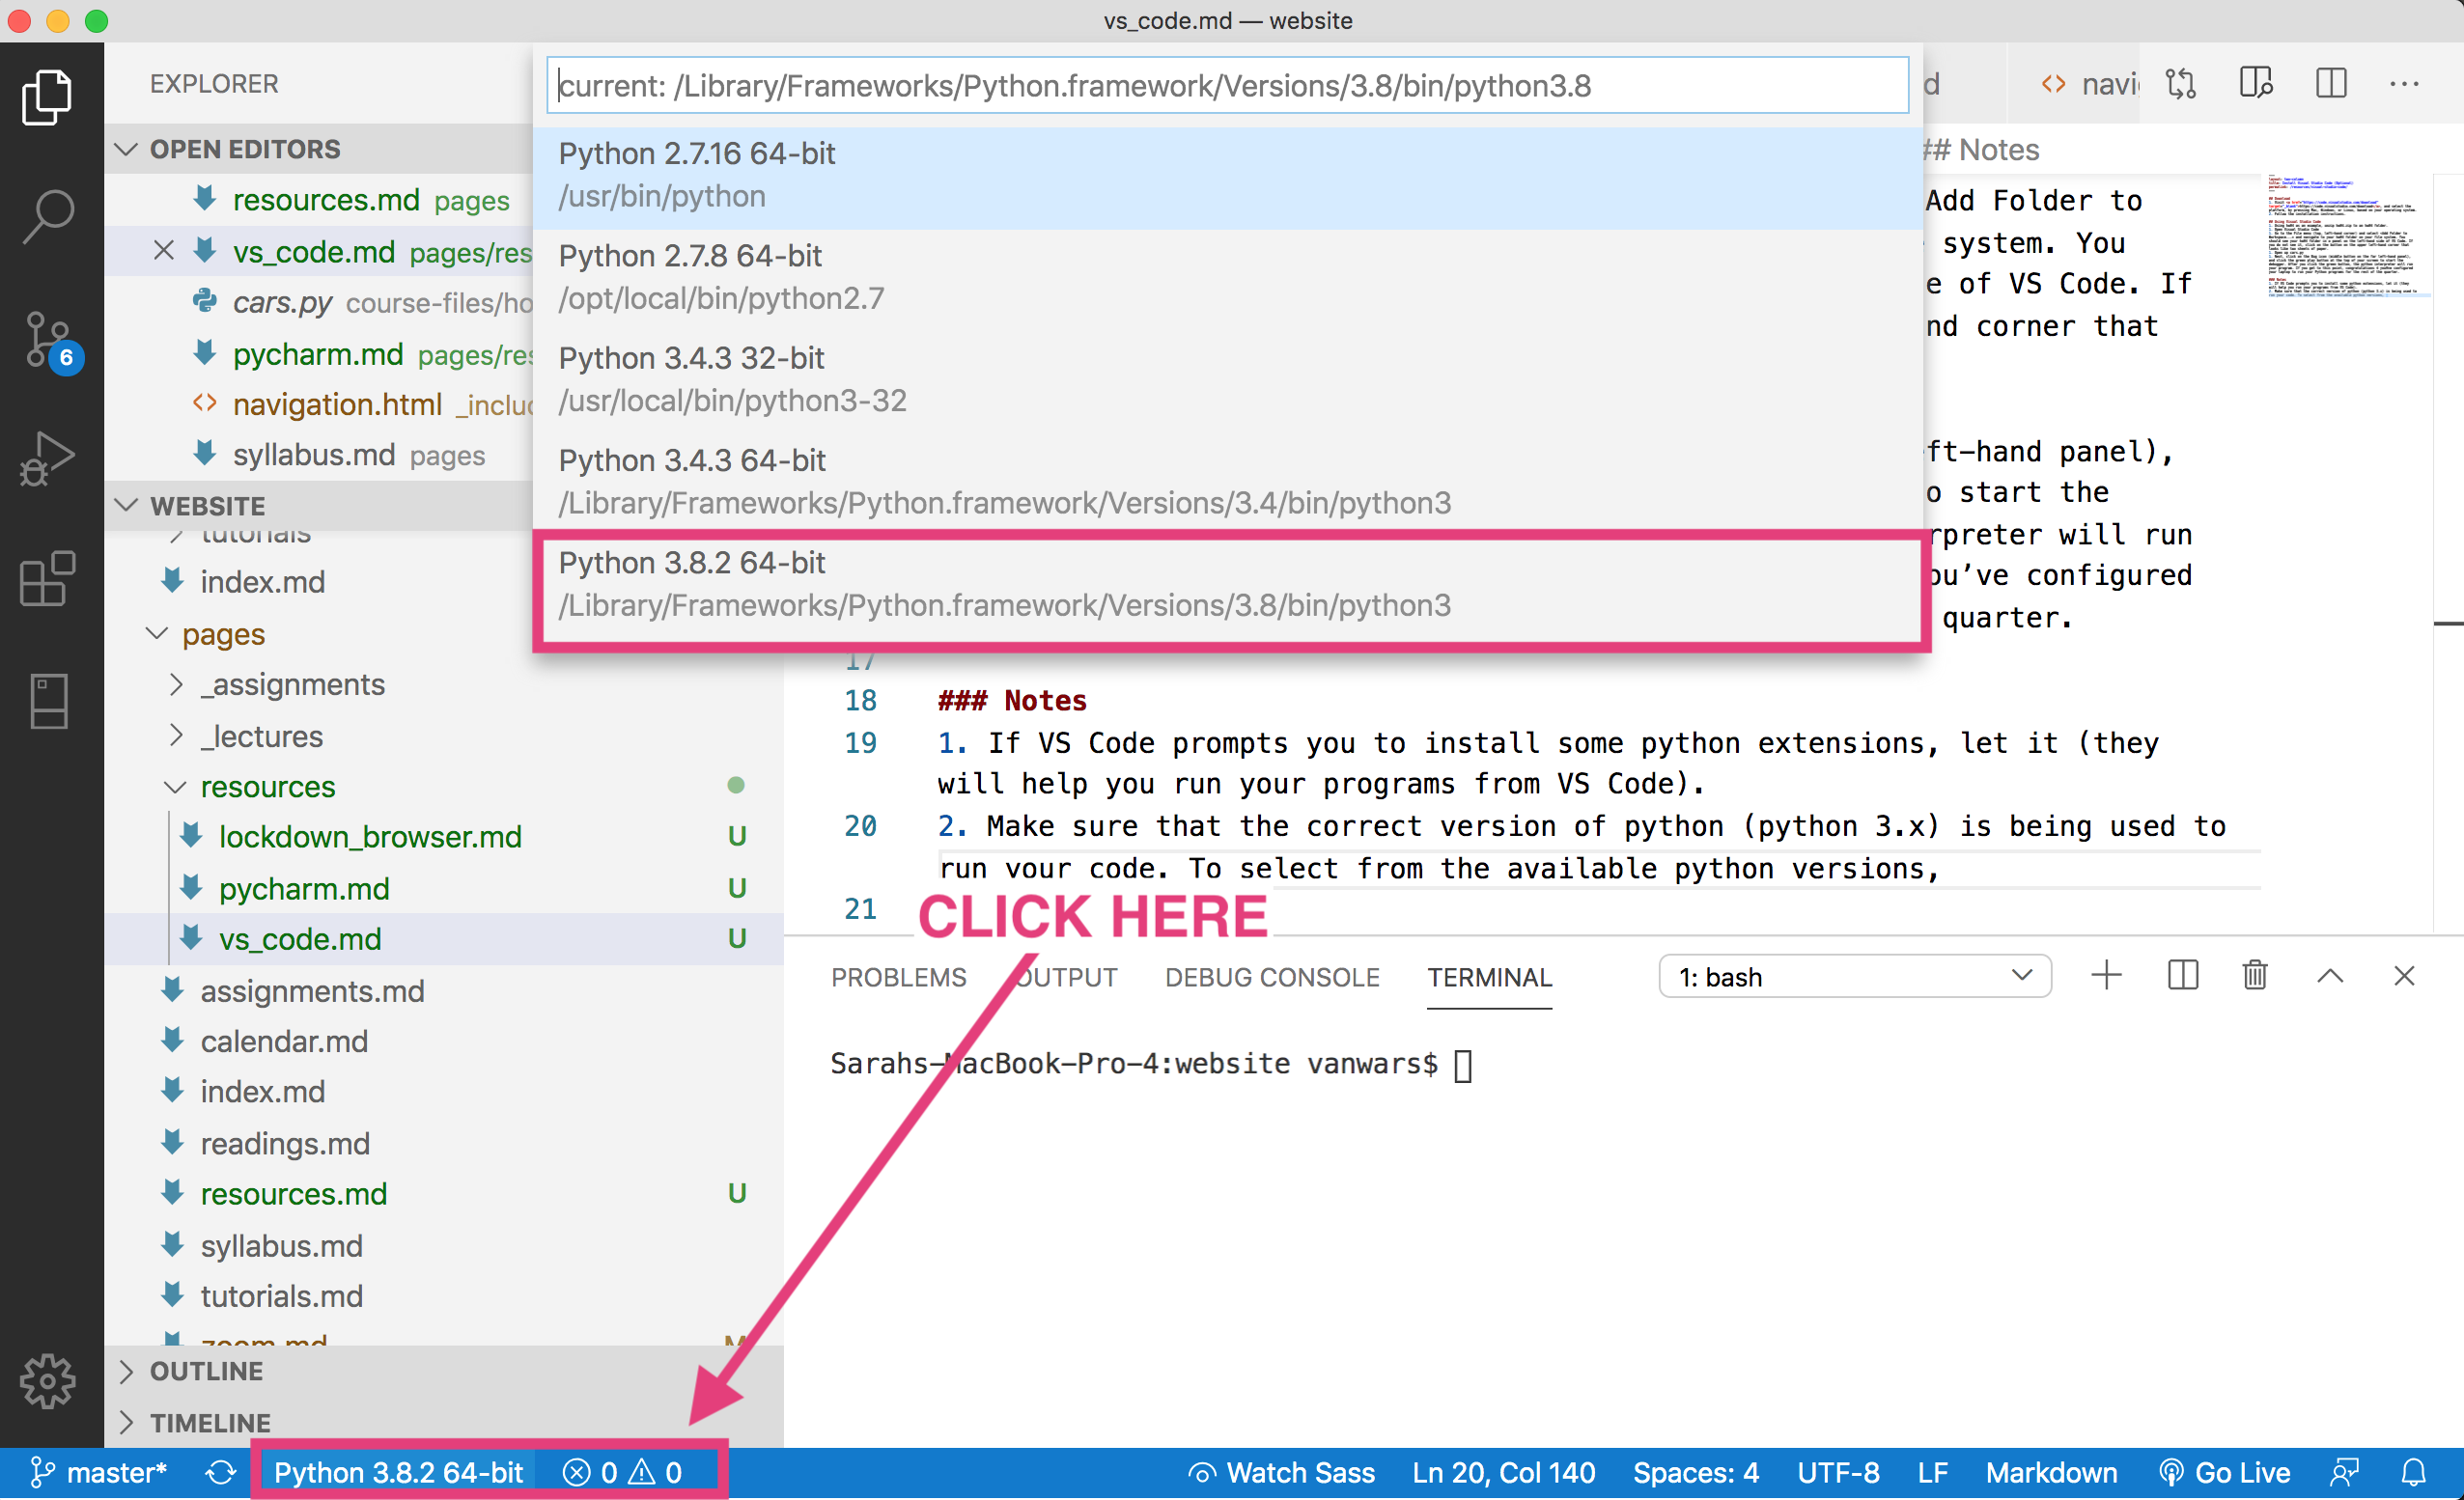 vs_code.md — website
EXPLORER
OPEN EDITORS
resources.md pages
vs_code.md pages/res
cars.py course-files/ho
pycharm.md pages/res
navigation.html _includ
syllabus.md pages
WEBSITE
tutorials
index.md
pages
_assignments
_lectures
resources
lockdown_browser.md U
pycharm.md U
vs_code.md U
assignments.md
calendar.md
index.md
readings.md
resources.md U
syllabus.md
tutorials.md
zoom.md M
OUTLINE
TIMELINE
6
current: /Library/Frameworks/Python.framework/Versions/3.8/bin/python3.8
Python 2.7.16 64-bit
/usr/bin/python
Python 2.7.8 64-bit
/opt/local/bin/python2.7
Python 3.4.3 32-bit
/usr/local/bin/python3-32
Python 3.4.3 64-bit
/Library/Frameworks/Python.framework/Versions/3.4/bin/python3
Python 3.8.2 64-bit
/Library/Frameworks/Python.framework/Versions/3.8/bin/python3
d <> navi
## Notes
Add Folder to
system. You
e of VS Code. If
nd corner that
ft-hand panel),
o start the
rpreter will run
ou’ve configured
quarter.
17
18 ### Notes
19 1. If VS Code prompts you to install some python extensions, let it (they
will help you run your programs from VS Code).
20 2. Make sure that the correct version of python (python 3.x) is being used to
run your code. To select from the available python versions,
21
CLICK HERE
PROBLEMS OUTPUT DEBUG CONSOLE TERMINAL 1: bash
Sarahs-MacBook-Pro-4:website vanwars$
master* Python 3.8.2 64-bit 0 0 Watch Sass Ln 20, Col 140 Spaces: 4 UTF-8 LF Markdown Go Live